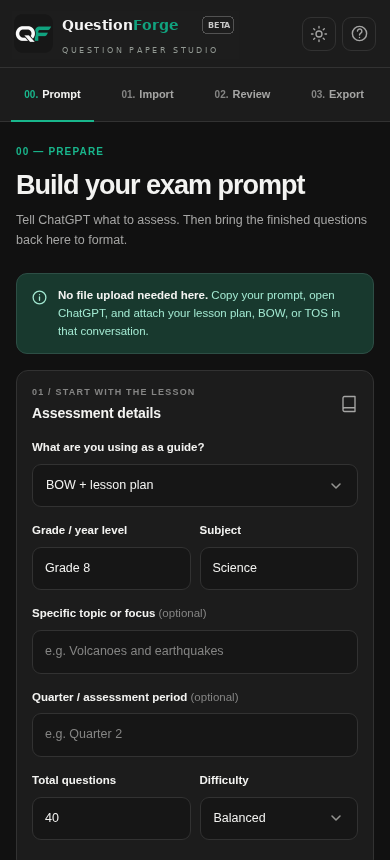 QF QuestionForge BETA
QUESTION PAPER STUDIO
00. Prompt 01. Import 02. Review 03. Export
00 — PREPARE
Build your exam prompt
Tell ChatGPT what to assess. Then bring the finished questions
back here to format.
No file upload needed here. Copy your prompt, open
ChatGPT, and attach your lesson plan, BOW, or TOS in
that conversation.
01 / START WITH THE LESSON
Assessment details
What are you using as a guide?
BOW + lesson plan
Grade / year level Subject
Grade 8 Science
Specific topic or focus (optional)
e.g. Volcanoes and earthquakes
Quarter / assessment period (optional)
e.g. Quarter 2
Total questions Difficulty
40 Balanced